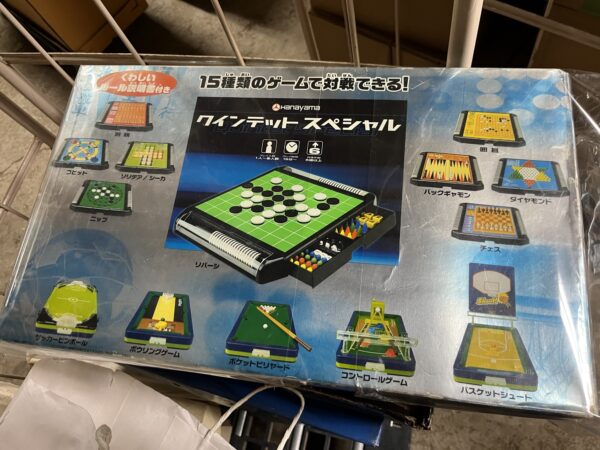 くわしい
ルール説明書付き
15種類のゲームで対戦できる!
Hanayama
クインテット スペシャル
コピット
ソリテア/シーカ
ニップ
リバーシ
囲碁
バックギャモン
ダイヤモンド
チェス
サッカーピンボール
ボウリングゲーム
ポケットビリヤード
コントロールゲーム
バスケットシュート